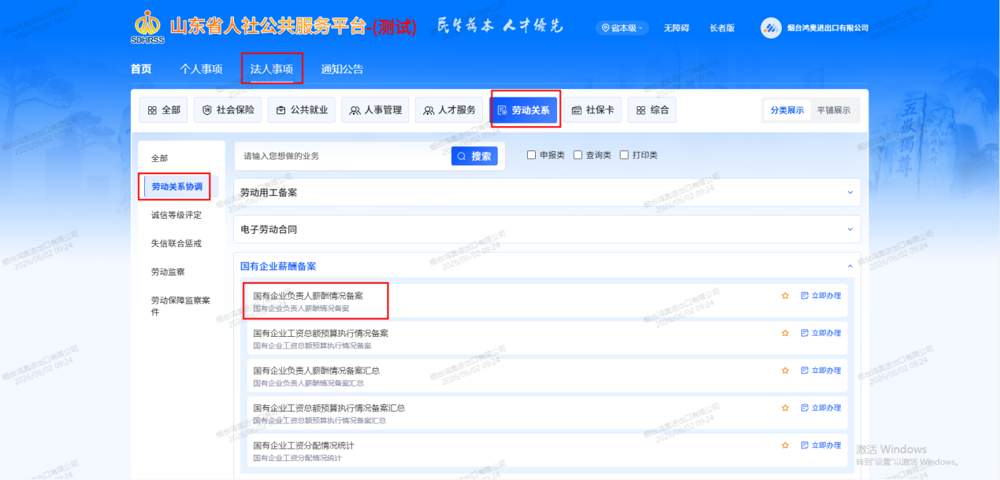 山东省人社公共服务平台-(测试)
民生为本 人才优先
省本级
无障碍
长者版
烟台鸿奥进出口有限公司
SDHRSS
首页
个人事项
法人事项
通知公告
全部
社会保险
公共就业
人事管理
人才服务
劳动关系
社保卡
综合
分类展示
平铺展示
全部
劳动关系协调
诚信等级评定
失信联合惩戒
劳动监察
劳动保障监察案
件
请输入您想做的业务
搜索
申报类
查询类
打印类
劳动用工备案
电子劳动合同
国有企业薪酬备案
国有企业负责人薪酬情况备案
国有企业负责人薪酬情况备案
立即办理
国有企业工资总额预算执行情况备案
国有企业工资总额预算执行情况备案
立即办理
国有企业负责人薪酬情况备案汇总
国有企业负责人薪酬情况备案汇总
立即办理
国有企业工资总额预算执行情况备案汇总
国有企业工资总额预算执行情况备案汇总
立即办理
国有企业工资分配情况统计
国有企业工资分配情况统计
立即办理
五嶽獨尊
激活 Windows
转到"设置"以激活 Windows。
烟台鸿奥进出口有限公司
2026/06/02 09:24